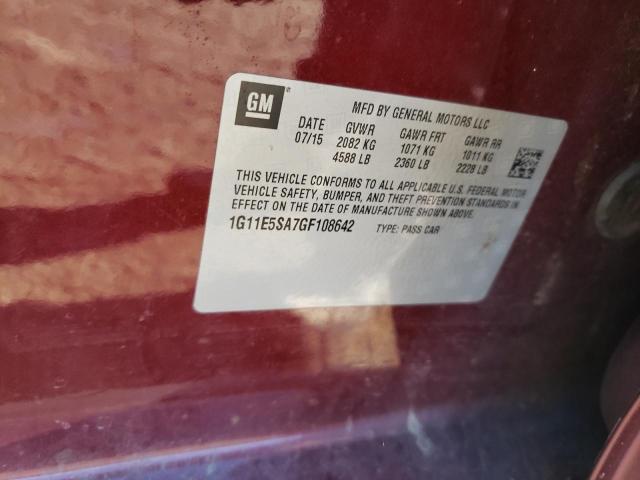 GM
MFD BY GENERAL MOTORS LLC
DATE GVWR GAWR FRT GAWR RR
07/15 2082 KG 1071 KG 1011 KG
4588 LB 2360 LB 2228 LB
THIS VEHICLE CONFORMS TO ALL APPLICABLE U.S. FEDERAL MOTOR
VEHICLE SAFETY, BUMPER, AND THEFT PREVENTION STANDARDS IN
EFFECT ON THE DATE OF MANUFACTURE SHOWN ABOVE.
1G11E5SA7GF108642 TYPE: PASS CAR